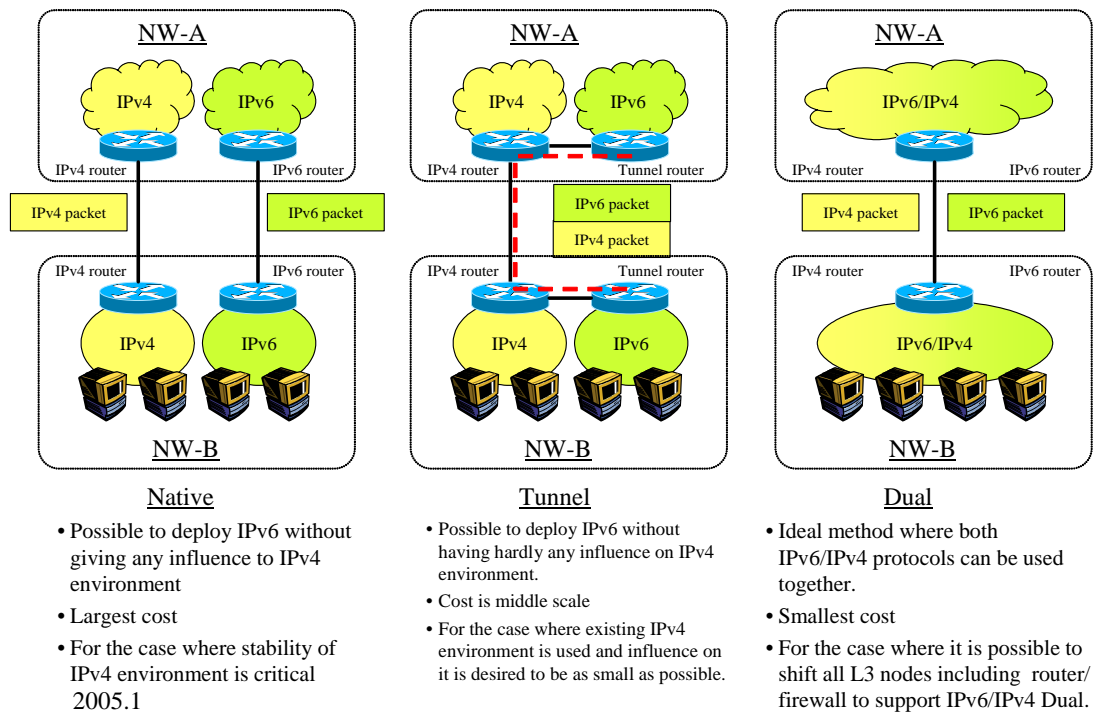 NW-A
IPv4
IPv6
IPv4 router
IPv6 router
IPv4 packet
IPv6 packet
IPv4 router
IPv6 router
IPv4
IPv6
NW-B
Native
• Possible to deploy IPv6 without
giving any influence to IPv4
environment
• Largest cost
• For the case where stability of
IPv4 environment is critical
2005.1
NW-A
IPv4
IPv6
IPv4 router
Tunnel router
IPv6 packet
IPv4 packet
IPv4 router
Tunnel router
IPv4
IPv6
NW-B
Tunnel
• Possible to deploy IPv6 without
having hardly any influence on IPv4
environment.
• Cost is middle scale
• For the case where existing IPv4
environment is used and influence on
it is desired to be as small as possible.
NW-A
IPv6/IPv4
IPv4 router
IPv6 router
IPv4 packet
IPv6 packet
IPv4 router
IPv6 router
IPv6/IPv4
NW-B
Dual
• Ideal method where both
IPv6/IPv4 protocols can be used
together.
• Smallest cost
• For the case where it is possible to
shift all L3 nodes including router/
firewall to support IPv6/IPv4 Dual.